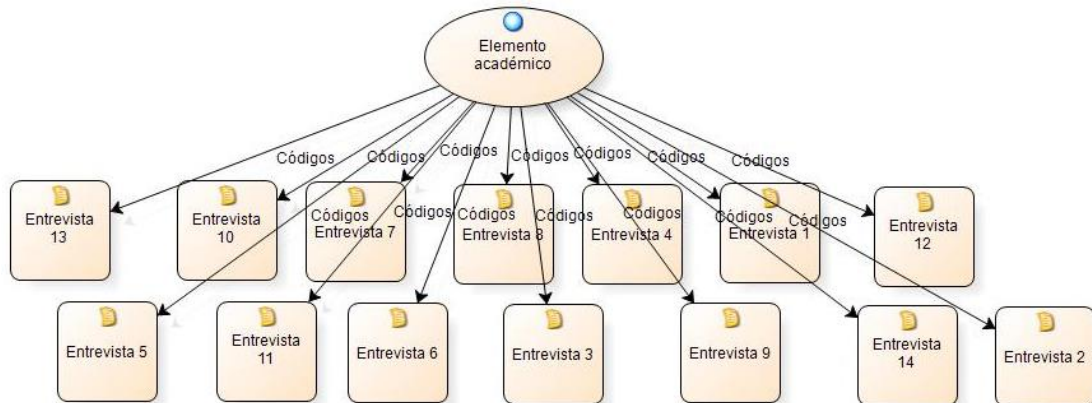 Elemento
académico
Códigos
Códigos
Códigos
Códigos
Códigos
Códigos
Códigos
Entrevista
13
Entrevista
10
Códigos
Entrevista 7
Códigos
Códigos
Entrevista 8
Códigos
Entrevista 4
Códigos
Códigos
Entrevista 1
Códigos
Entrevista
12
Entrevista 5
Entrevista
11
Entrevista 6
Entrevista 3
Entrevista 9
Entrevista
14
Entrevista 2